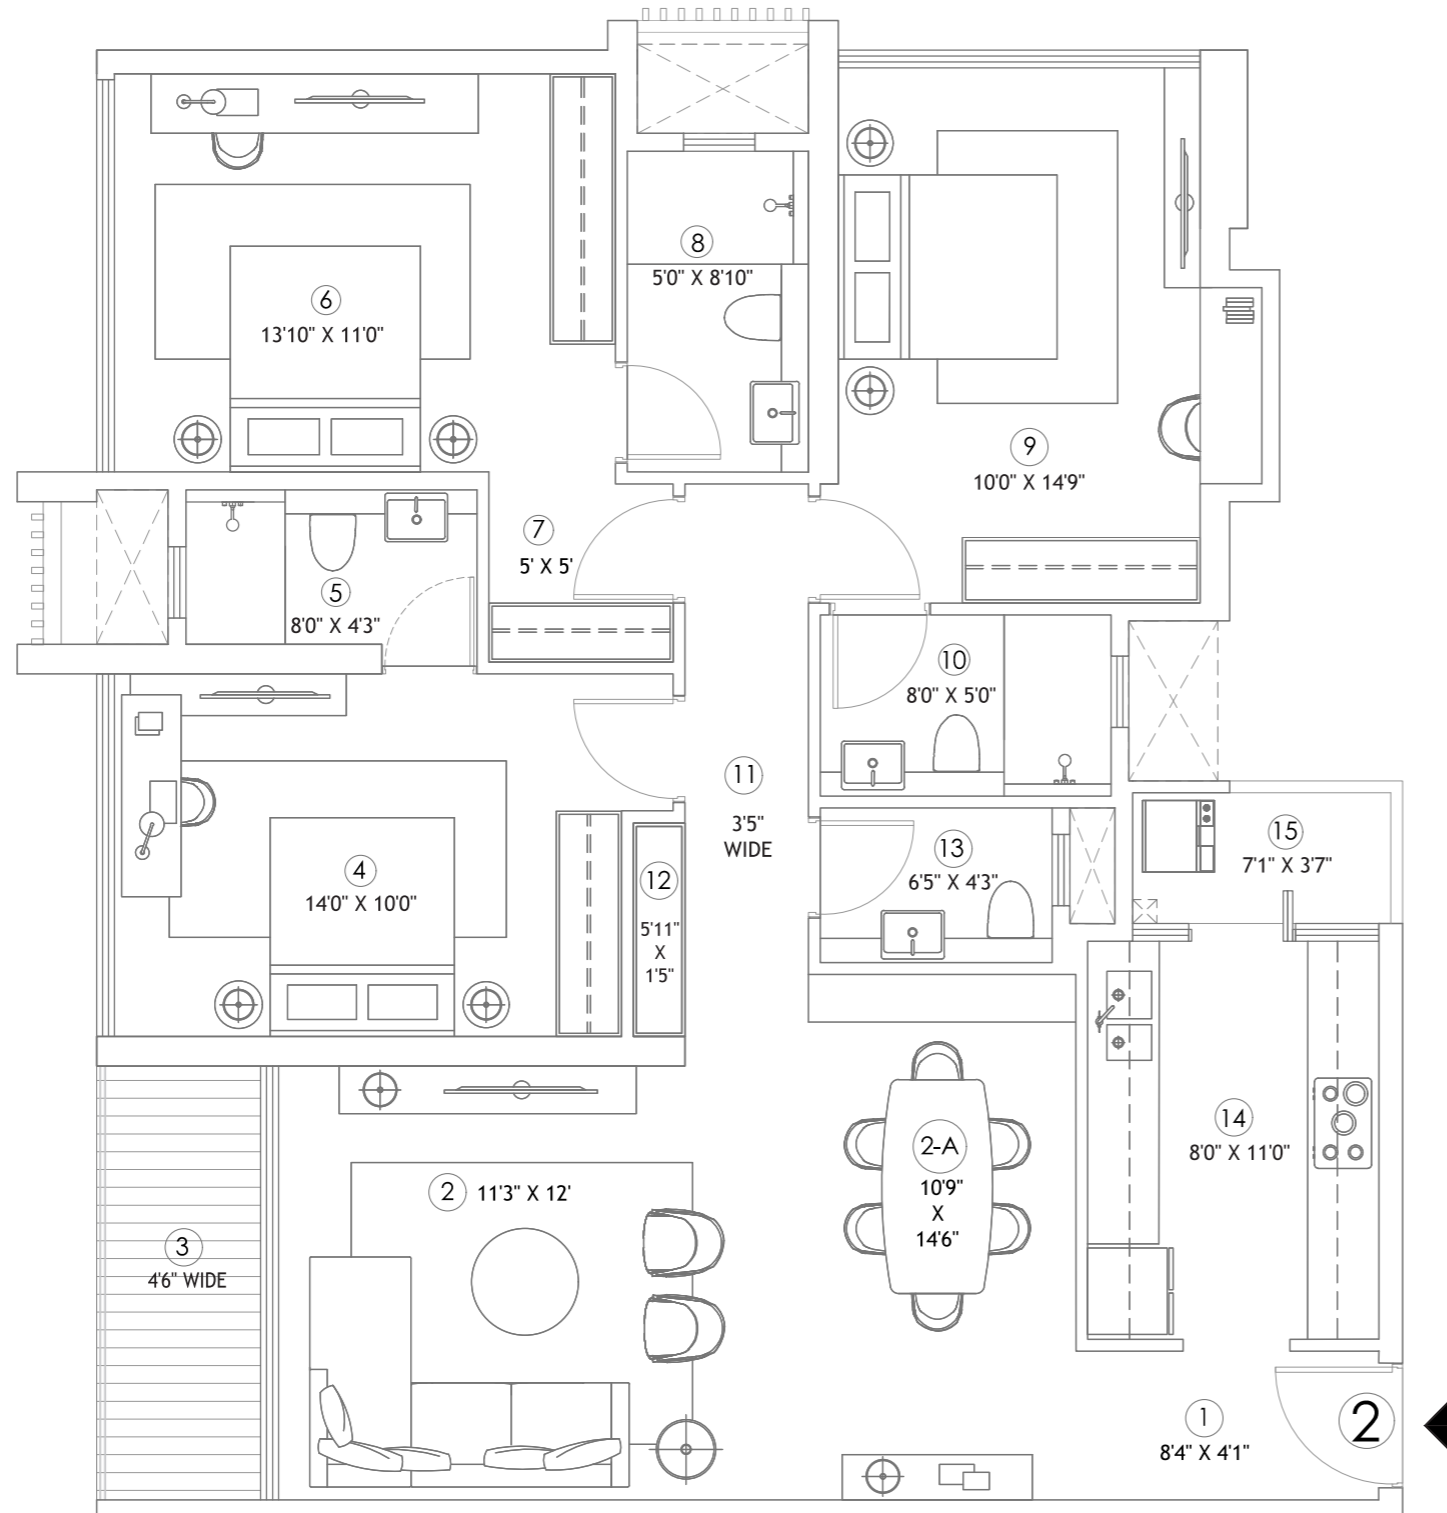 8
5'0" X 8'10"
6
13'10" X 11'0"
9
10'0" X 14'9"
7
5' X 5'
5
8'0" X 4'3"
10
8'0" X 5'0"
11
3'5"
WIDE
15
7'1" X 3'7"
13
6'5" X 4'3"
4
14'0" X 10'0"
12
5'11"
X
1'5"
14
8'0" X 11'0"
2-A
10'9"
X
14'6"
2 11'3" X 12'
3
4'6" WIDE
1
8'4" X 4'1"
2